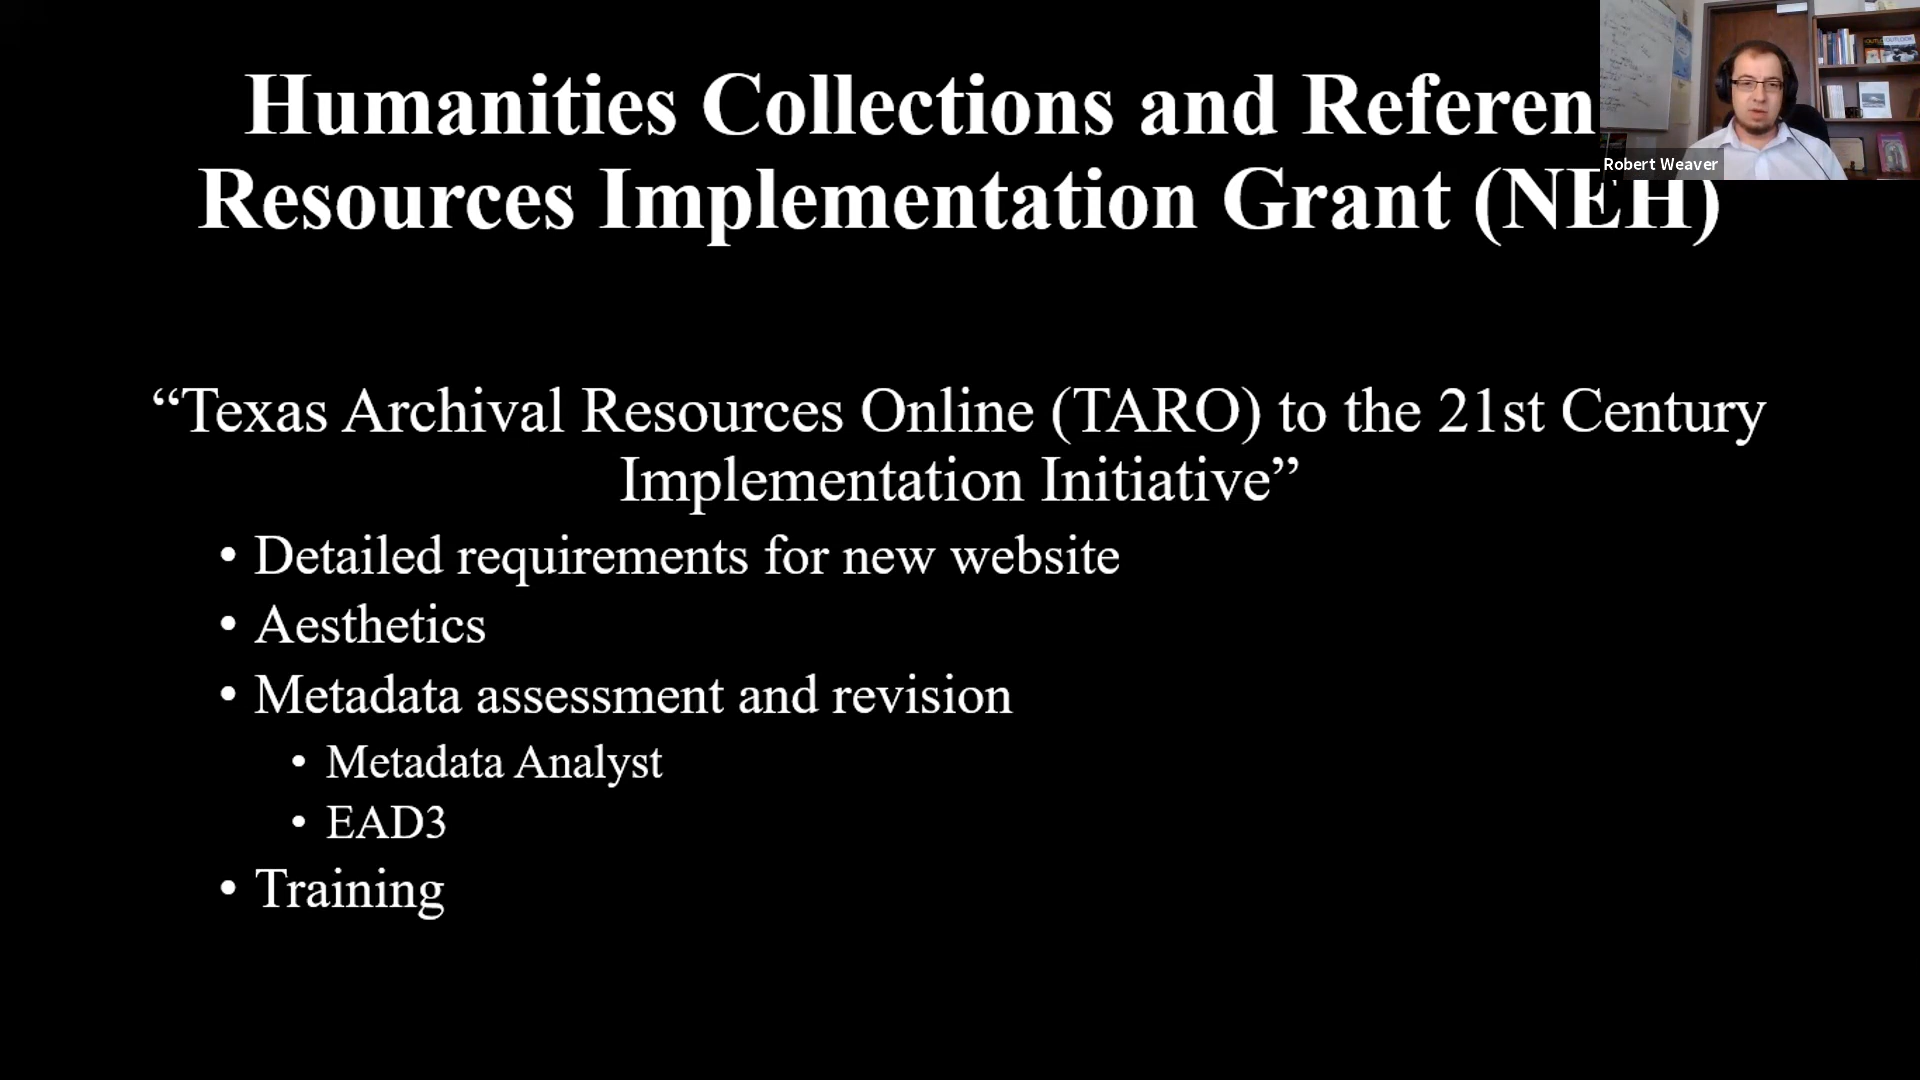 Humanities Collections and Referen
Resources Implementation Grant (NEH)
Robert Weaver
“Texas Archival Resources Online (TARO) to the 21st Century
Implementation Initiative”
• Detailed requirements for new website
• Aesthetics
• Metadata assessment and revision
• Metadata Analyst
• EAD3
• Training